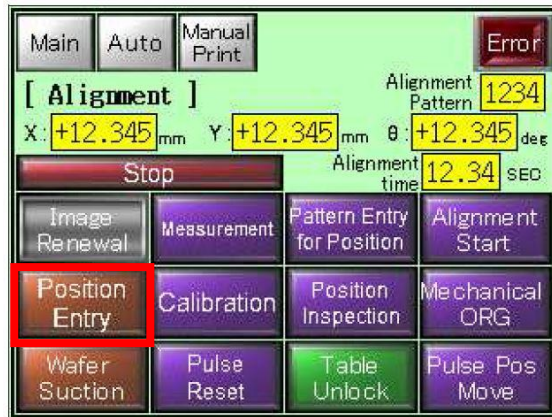 Main Auto Manual Print Error
[ Alignment ]
Alignment Pattern 1234
X: +12.345 mm Y: +12.345 mm θ: +12.345 deg
Stop
Alignment time 12.34 SEC
Image Renewal
Measurement
Pattern Entry for Position
Alignment Start
Position Entry
Calibration
Position Inspection
Mechanical ORG
Wafer Suction
Pulse Reset
Table Unlock
Pulse Pos Move